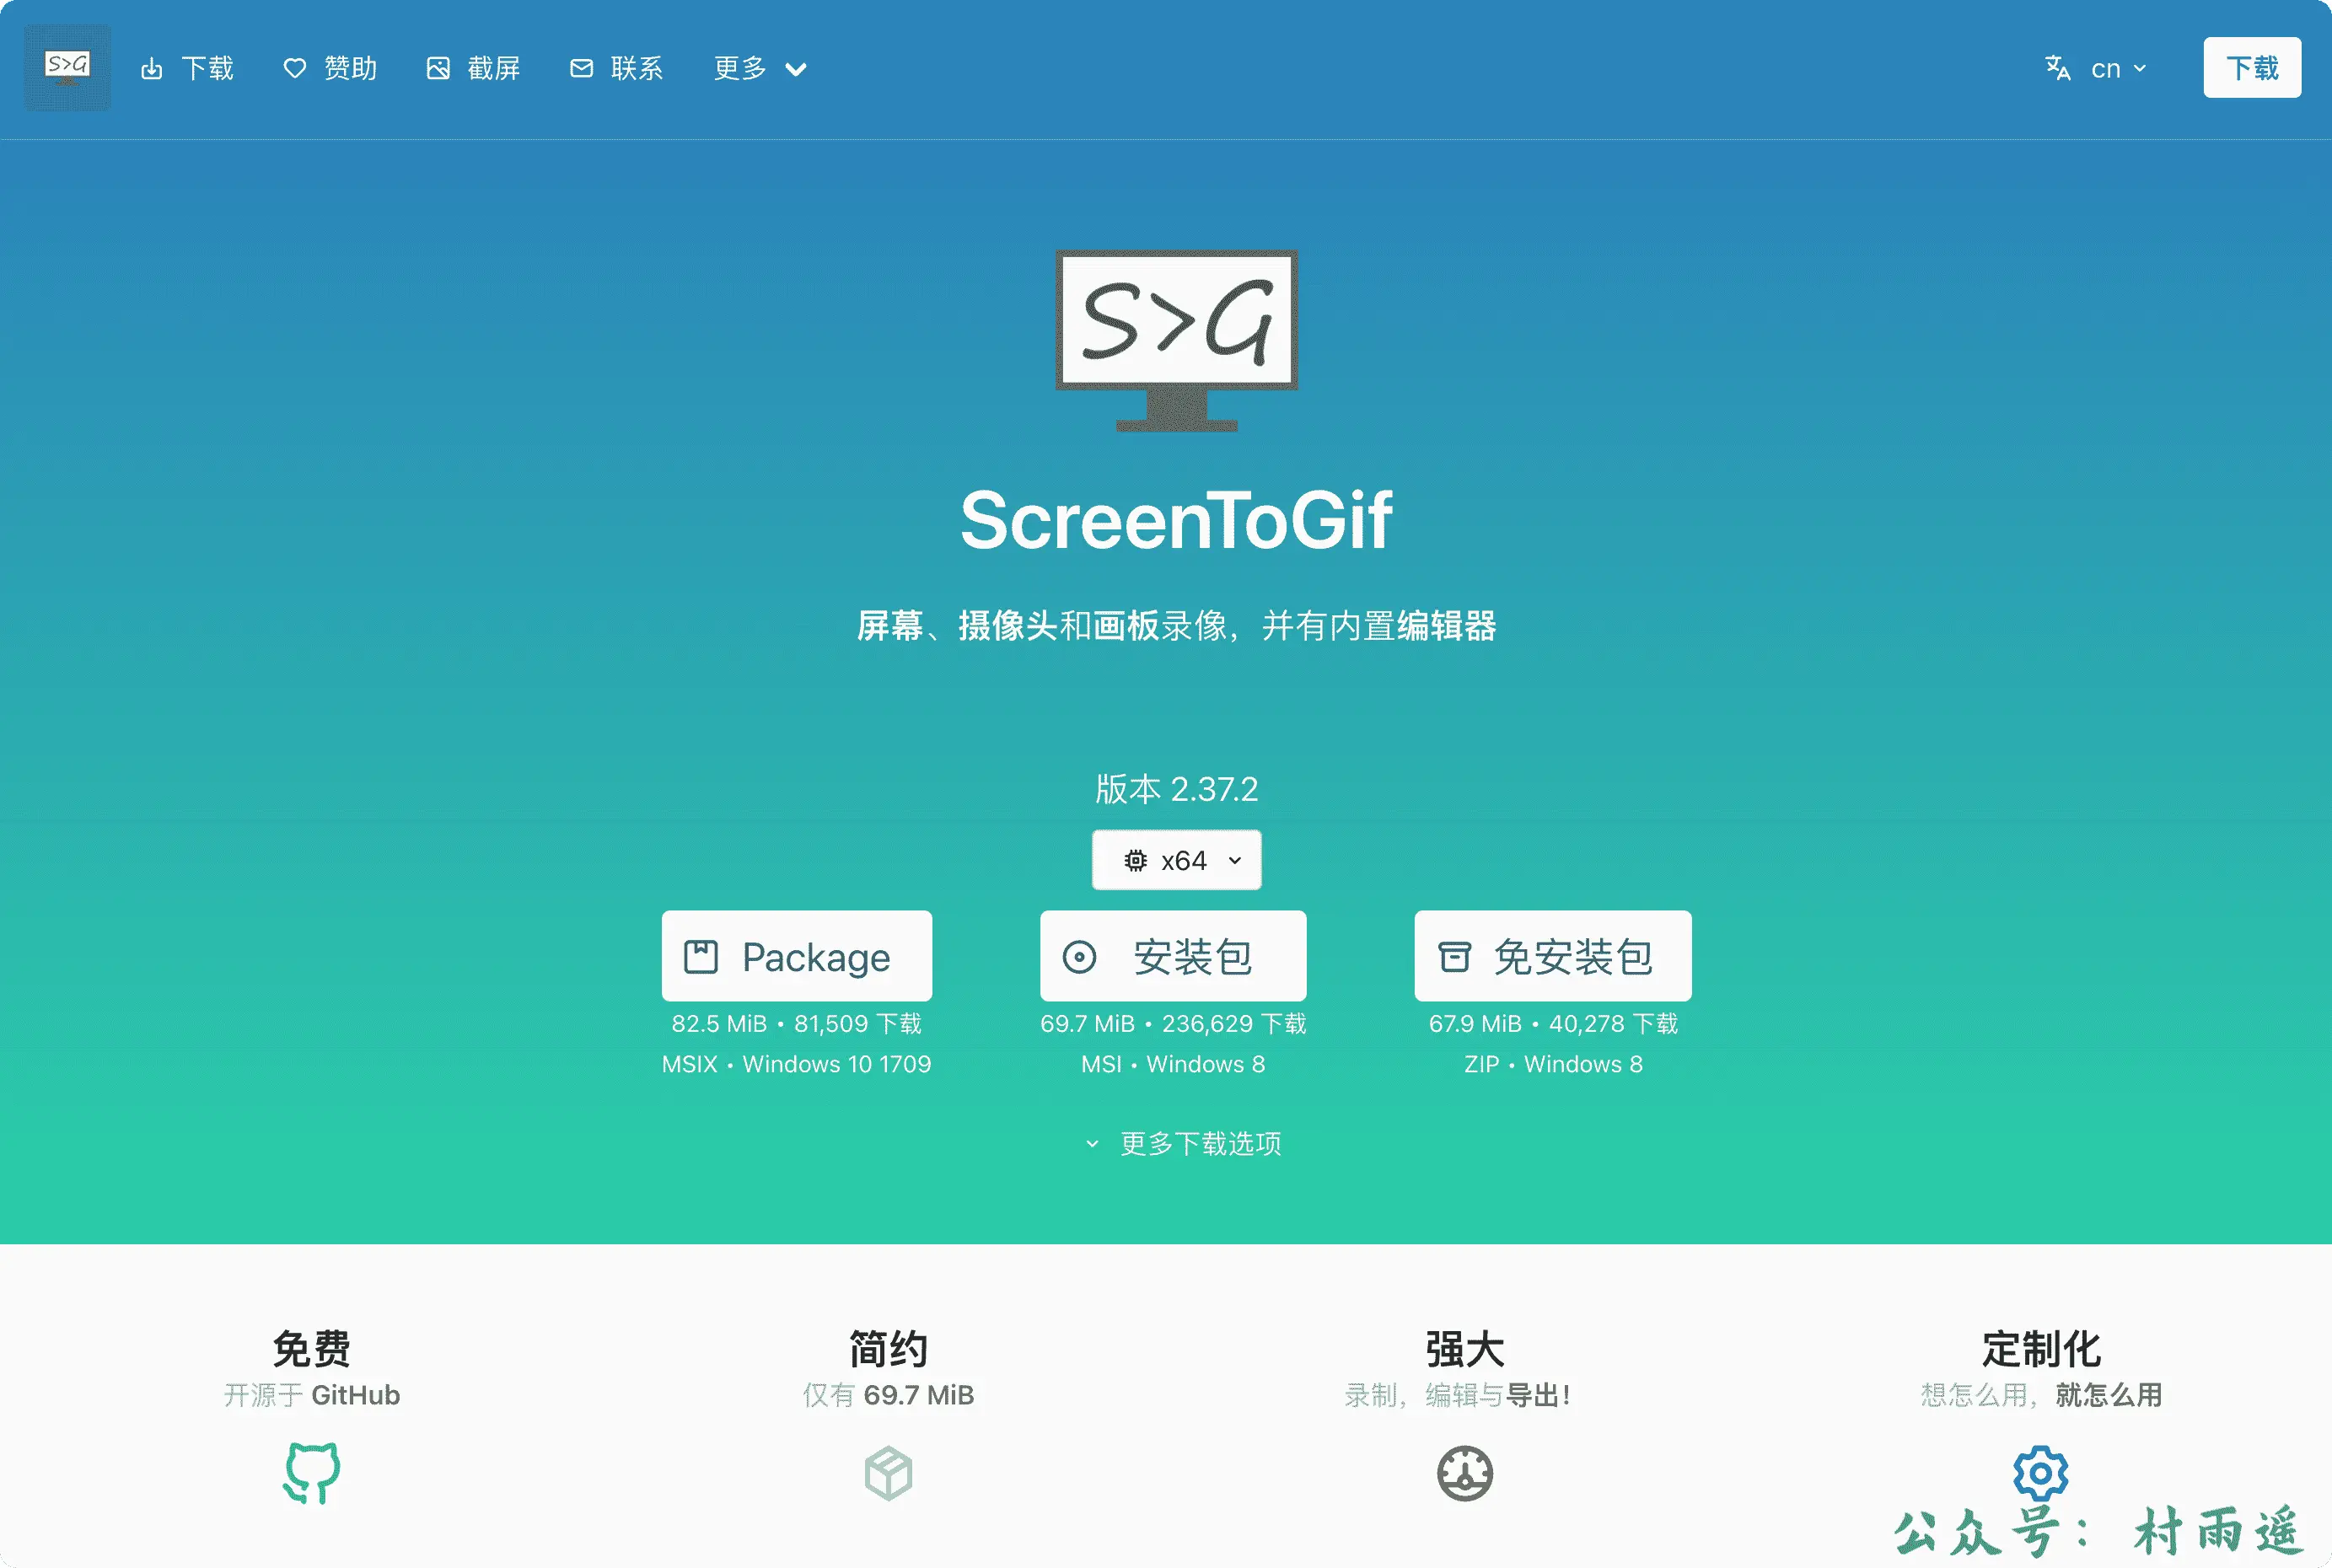 S>G 下载 赞助 截屏 联系 更多 cn 下载
S>G
ScreenToGif
屏幕、摄像头和画板录像，并有内置编辑器
版本 2.37.2
x64
Package 安装包 免安装包
82.5 MiB • 81,509 下载 69.7 MiB • 236,629 下载 67.9 MiB • 40,278 下载
MSIX • Windows 10 1709 MSI • Windows 8 ZIP • Windows 8
更多下载选项
免费 简约 强大 定制化
开源于 GitHub 仅有 69.7 MiB 录制，编辑与导出！ 想怎么用，就怎么用
公众号：村雨遥